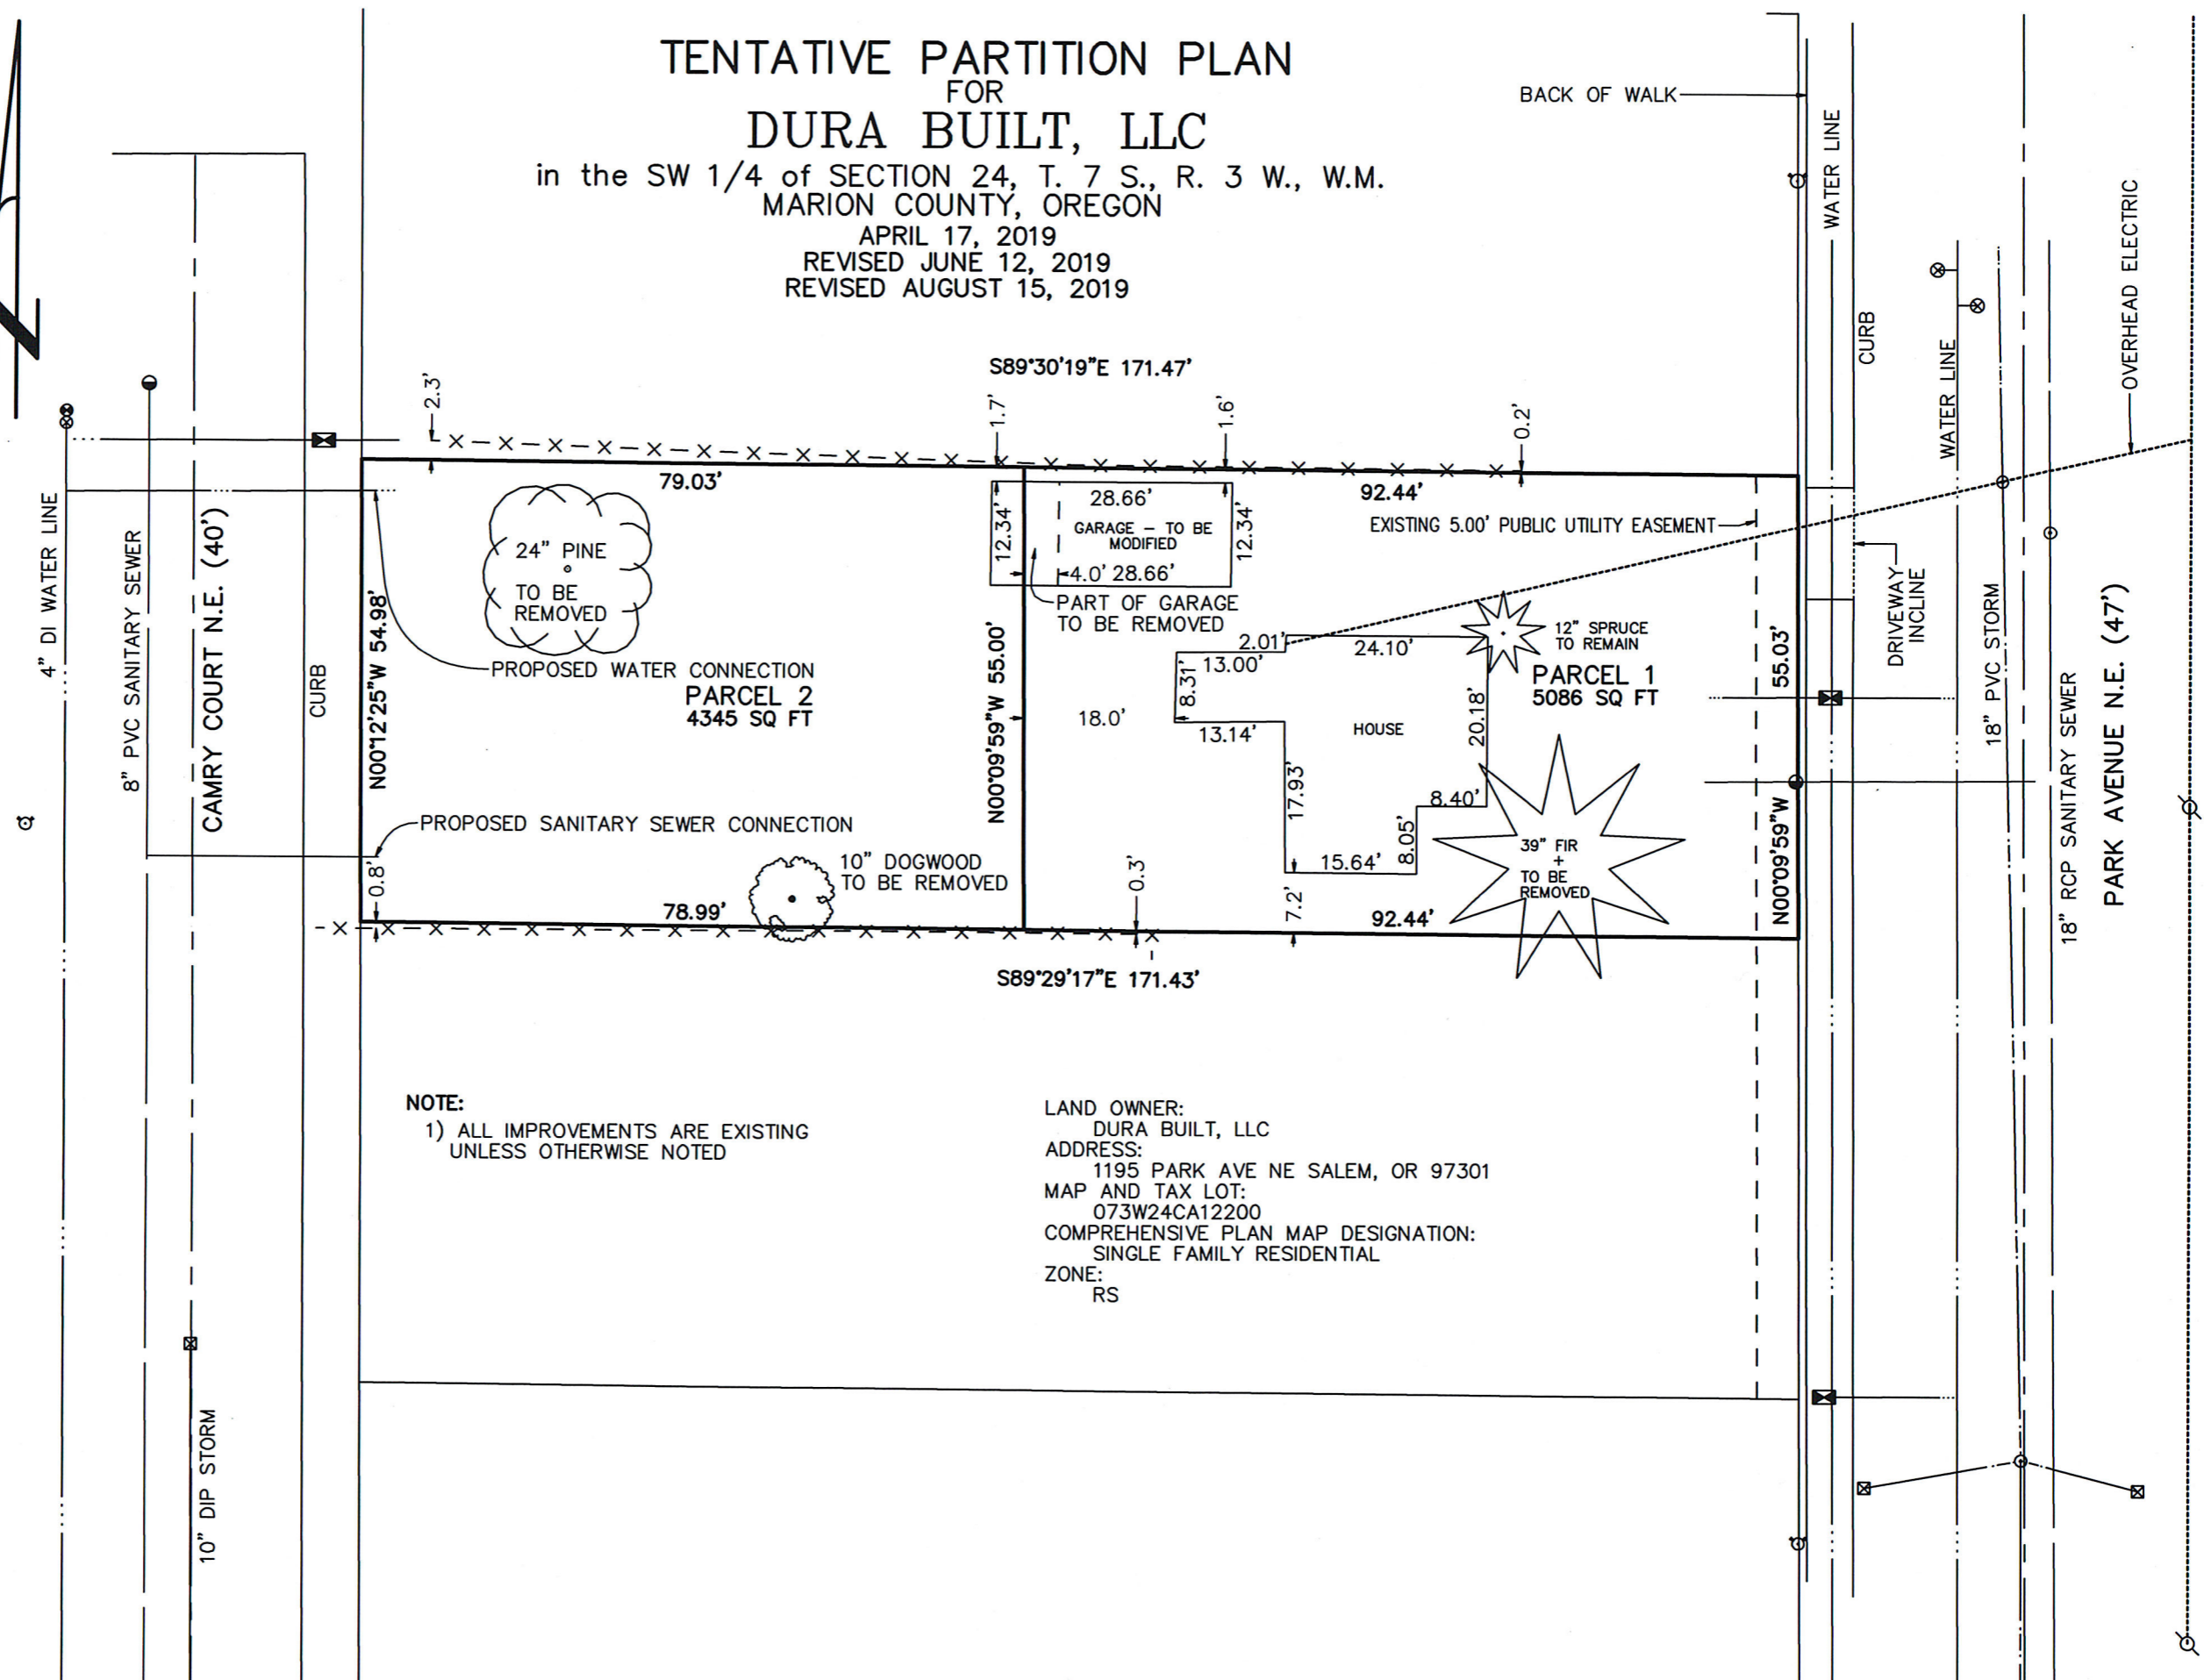 TENTATIVE PARTITION PLAN
FOR
DURA BUILT, LLC
in the SW 1/4 of SECTION 24, T. 7 S., R. 3 W., W.M.
MARION COUNTY, OREGON
APRIL 17, 2019
REVISED JUNE 12, 2019
REVISED AUGUST 15, 2019
BACK OF WALK
WATER LINE
CURB
WATER LINE
OVERHEAD ELECTRIC
S89°30'19"E 171.47'
2.3'
1.7'
1.6'
0.2'
79.03'
92.44'
4" DI WATER LINE
8" PVC SANITARY SEWER
CAMRY COURT N.E. (40')
CURB
N00°12'25"W 54.98'
24" PINE
TO BE
REMOVED
28.66'
12.34'
GARAGE – TO BE
MODIFIED
12.34'
4.0' 28.66'
PART OF GARAGE
TO BE REMOVED
EXISTING 5.00' PUBLIC UTILITY EASEMENT
12" SPRUCE
TO REMAIN
PROPOSED WATER CONNECTION
PARCEL 2
4345 SQ FT
N00°09'59"W 55.00'
18.0'
2.01'
13.00'
24.10'
8.31'
13.14'
HOUSE
20.18'
17.93'
8.40'
8.05'
15.64'
7.2'
PARCEL 1
5086 SQ FT
55.03'
N00°09'59"W
DRIVEWAY
INCLINE
18" PVC STORM
18" RCP SANITARY SEWER
PARK AVENUE N.E. (47')
PROPOSED SANITARY SEWER CONNECTION
0.8'
10" DOGWOOD
TO BE REMOVED
0.3'
39" FIR
+
TO BE
REMOVED
78.99'
92.44'
S89°29'17"E 171.43'
NOTE:
1) ALL IMPROVEMENTS ARE EXISTING
UNLESS OTHERWISE NOTED
LAND OWNER:
DURA BUILT, LLC
ADDRESS:
1195 PARK AVE NE SALEM, OR 97301
MAP AND TAX LOT:
073W24CA12200
COMPREHENSIVE PLAN MAP DESIGNATION:
SINGLE FAMILY RESIDENTIAL
ZONE:
RS
10" DIP STORM